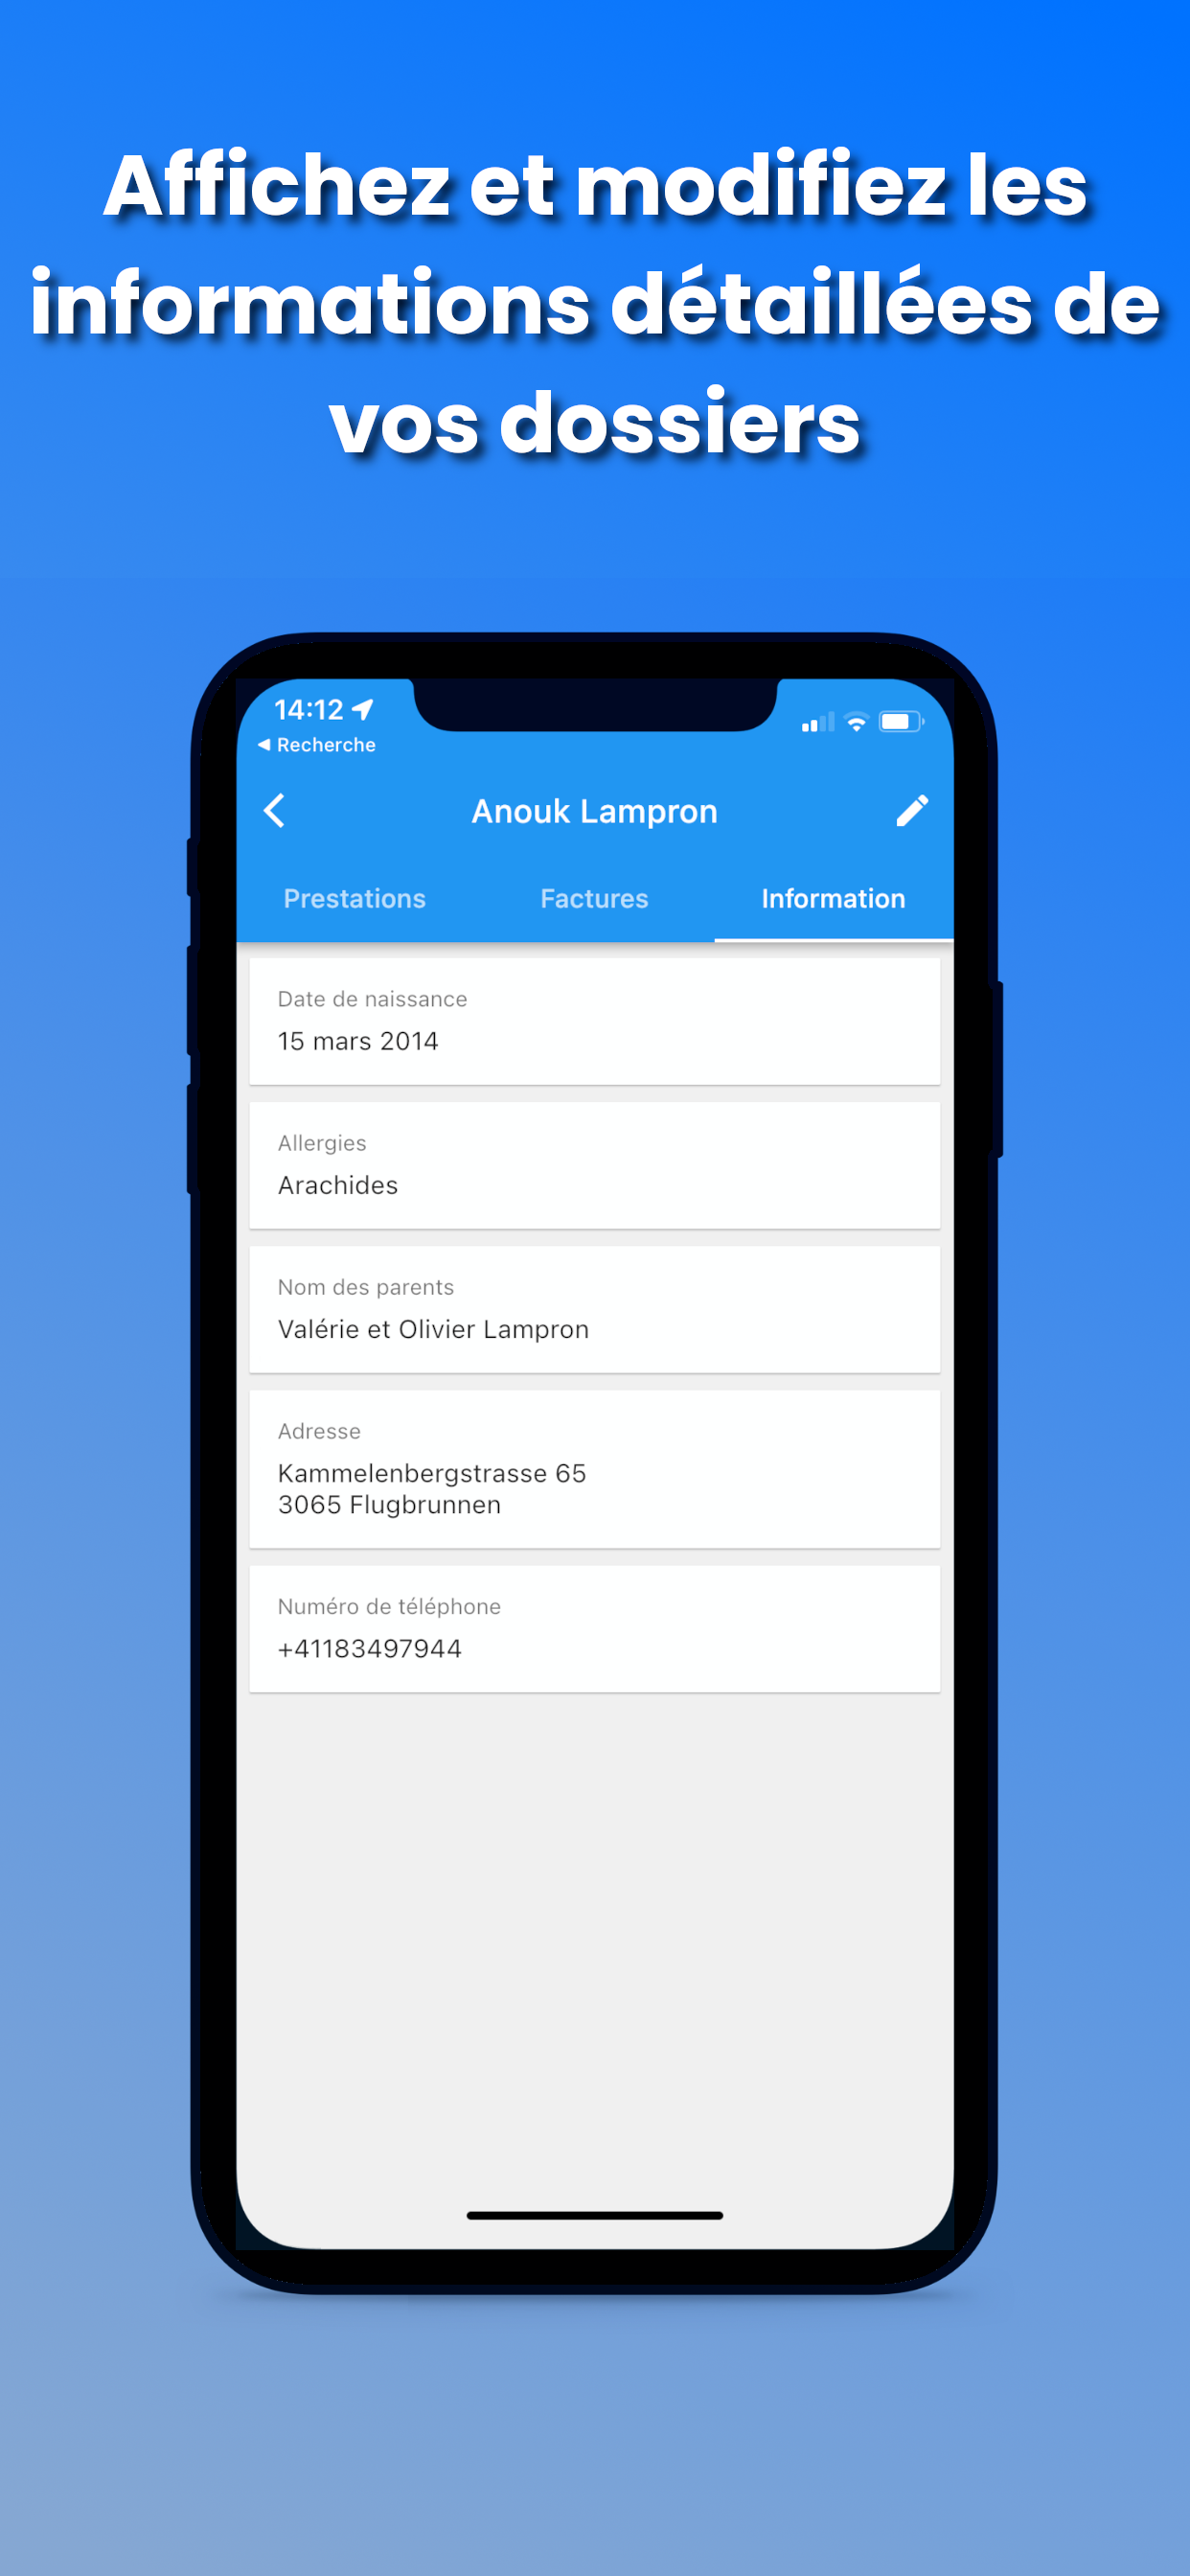 Affichez et modifiez les
informations détaillées de
vos dossiers
14:12
Recherche
Anouk Lampron
Prestations Factures Information
Date de naissance
15 mars 2014
Allergies
Arachides
Nom des parents
Valérie et Olivier Lampron
Adresse
Kammelenbergstrasse 65
3065 Flugbrunnen
Numéro de téléphone
+41183497944